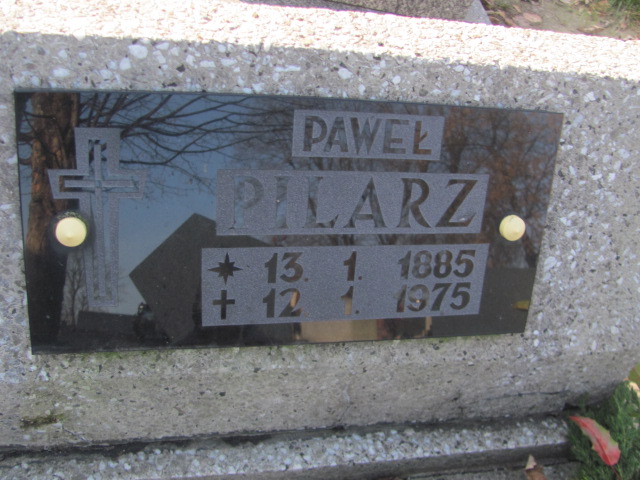 PAWEŁ
PILARZ
* 13. 1. 1885
† 12. 1. 1975